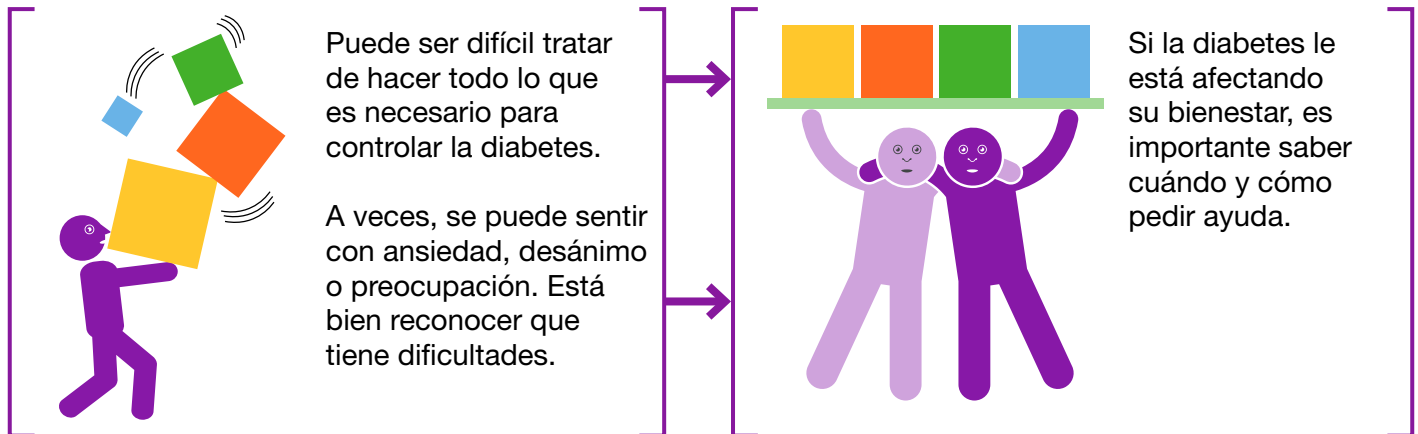 Puede ser difícil tratar
de hacer todo lo que
es necesario para
controlar la diabetes.
A veces, se puede sentir
con ansiedad, desánimo
o preocupación. Está
bien reconocer que
tiene dificultades.
Si la diabetes le
está afectando
su bienestar, es
importante saber
cuándo y cómo
pedir ayuda.